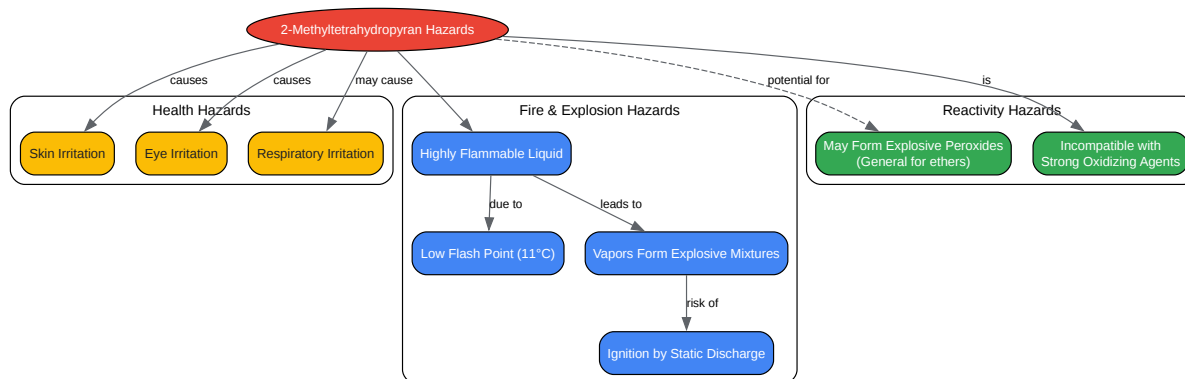 2-Methyltetrahydropyran Hazards
causes
causes
may cause
potential for
is
Health Hazards
Fire & Explosion Hazards
Reactivity Hazards
Skin Irritation
Eye Irritation
Respiratory Irritation
Highly Flammable Liquid
May Form Explosive Peroxides
(General for ethers)
Incompatible with
Strong Oxidizing Agents
due to
leads to
Low Flash Point (11°C)
Vapors Form Explosive Mixtures
risk of
Ignition by Static Discharge